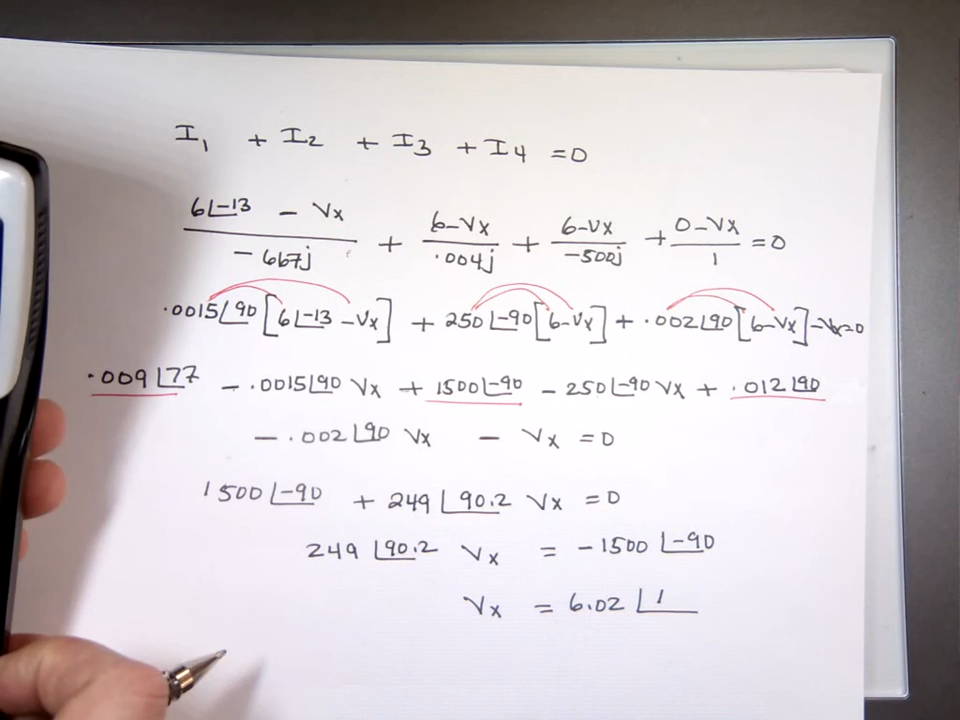 I₁ + I₂ + I₃ + I₄ = 0
(6∠-13 - Vx)/(-667j) + (6-Vx)/(.004j) + (6-Vx)/(-500j) + (0-Vx)/1 = 0
.0015∠90 [6∠-13 - Vx] + 250∠-90 [6-Vx] + .002∠90 [6-Vx] - Vx=0
.009∠77 - .0015∠90 Vx + 1500∠-90 - 250∠-90 Vx + .012∠90
- .002∠90 Vx - Vx = 0
1500∠-90 + 249∠90.2 Vx = 0
249∠90.2 Vx = -1500∠-90
Vx = 6.02∠1